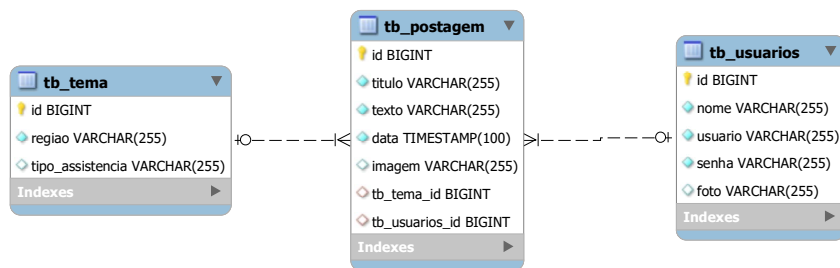 tb_tema
id BIGINT
regiao VARCHAR(255)
tipo_assistencia VARCHAR(255)
Indexes
tb_postagem
id BIGINT
titulo VARCHAR(255)
texto VARCHAR(255)
data TIMESTAMP(100)
imagem VARCHAR(255)
tb_tema_id BIGINT
tb_usuarios_id BIGINT
Indexes
tb_usuarios
id BIGINT
nome VARCHAR(255)
usuario VARCHAR(255)
senha VARCHAR(255)
foto VARCHAR(255)
Indexes